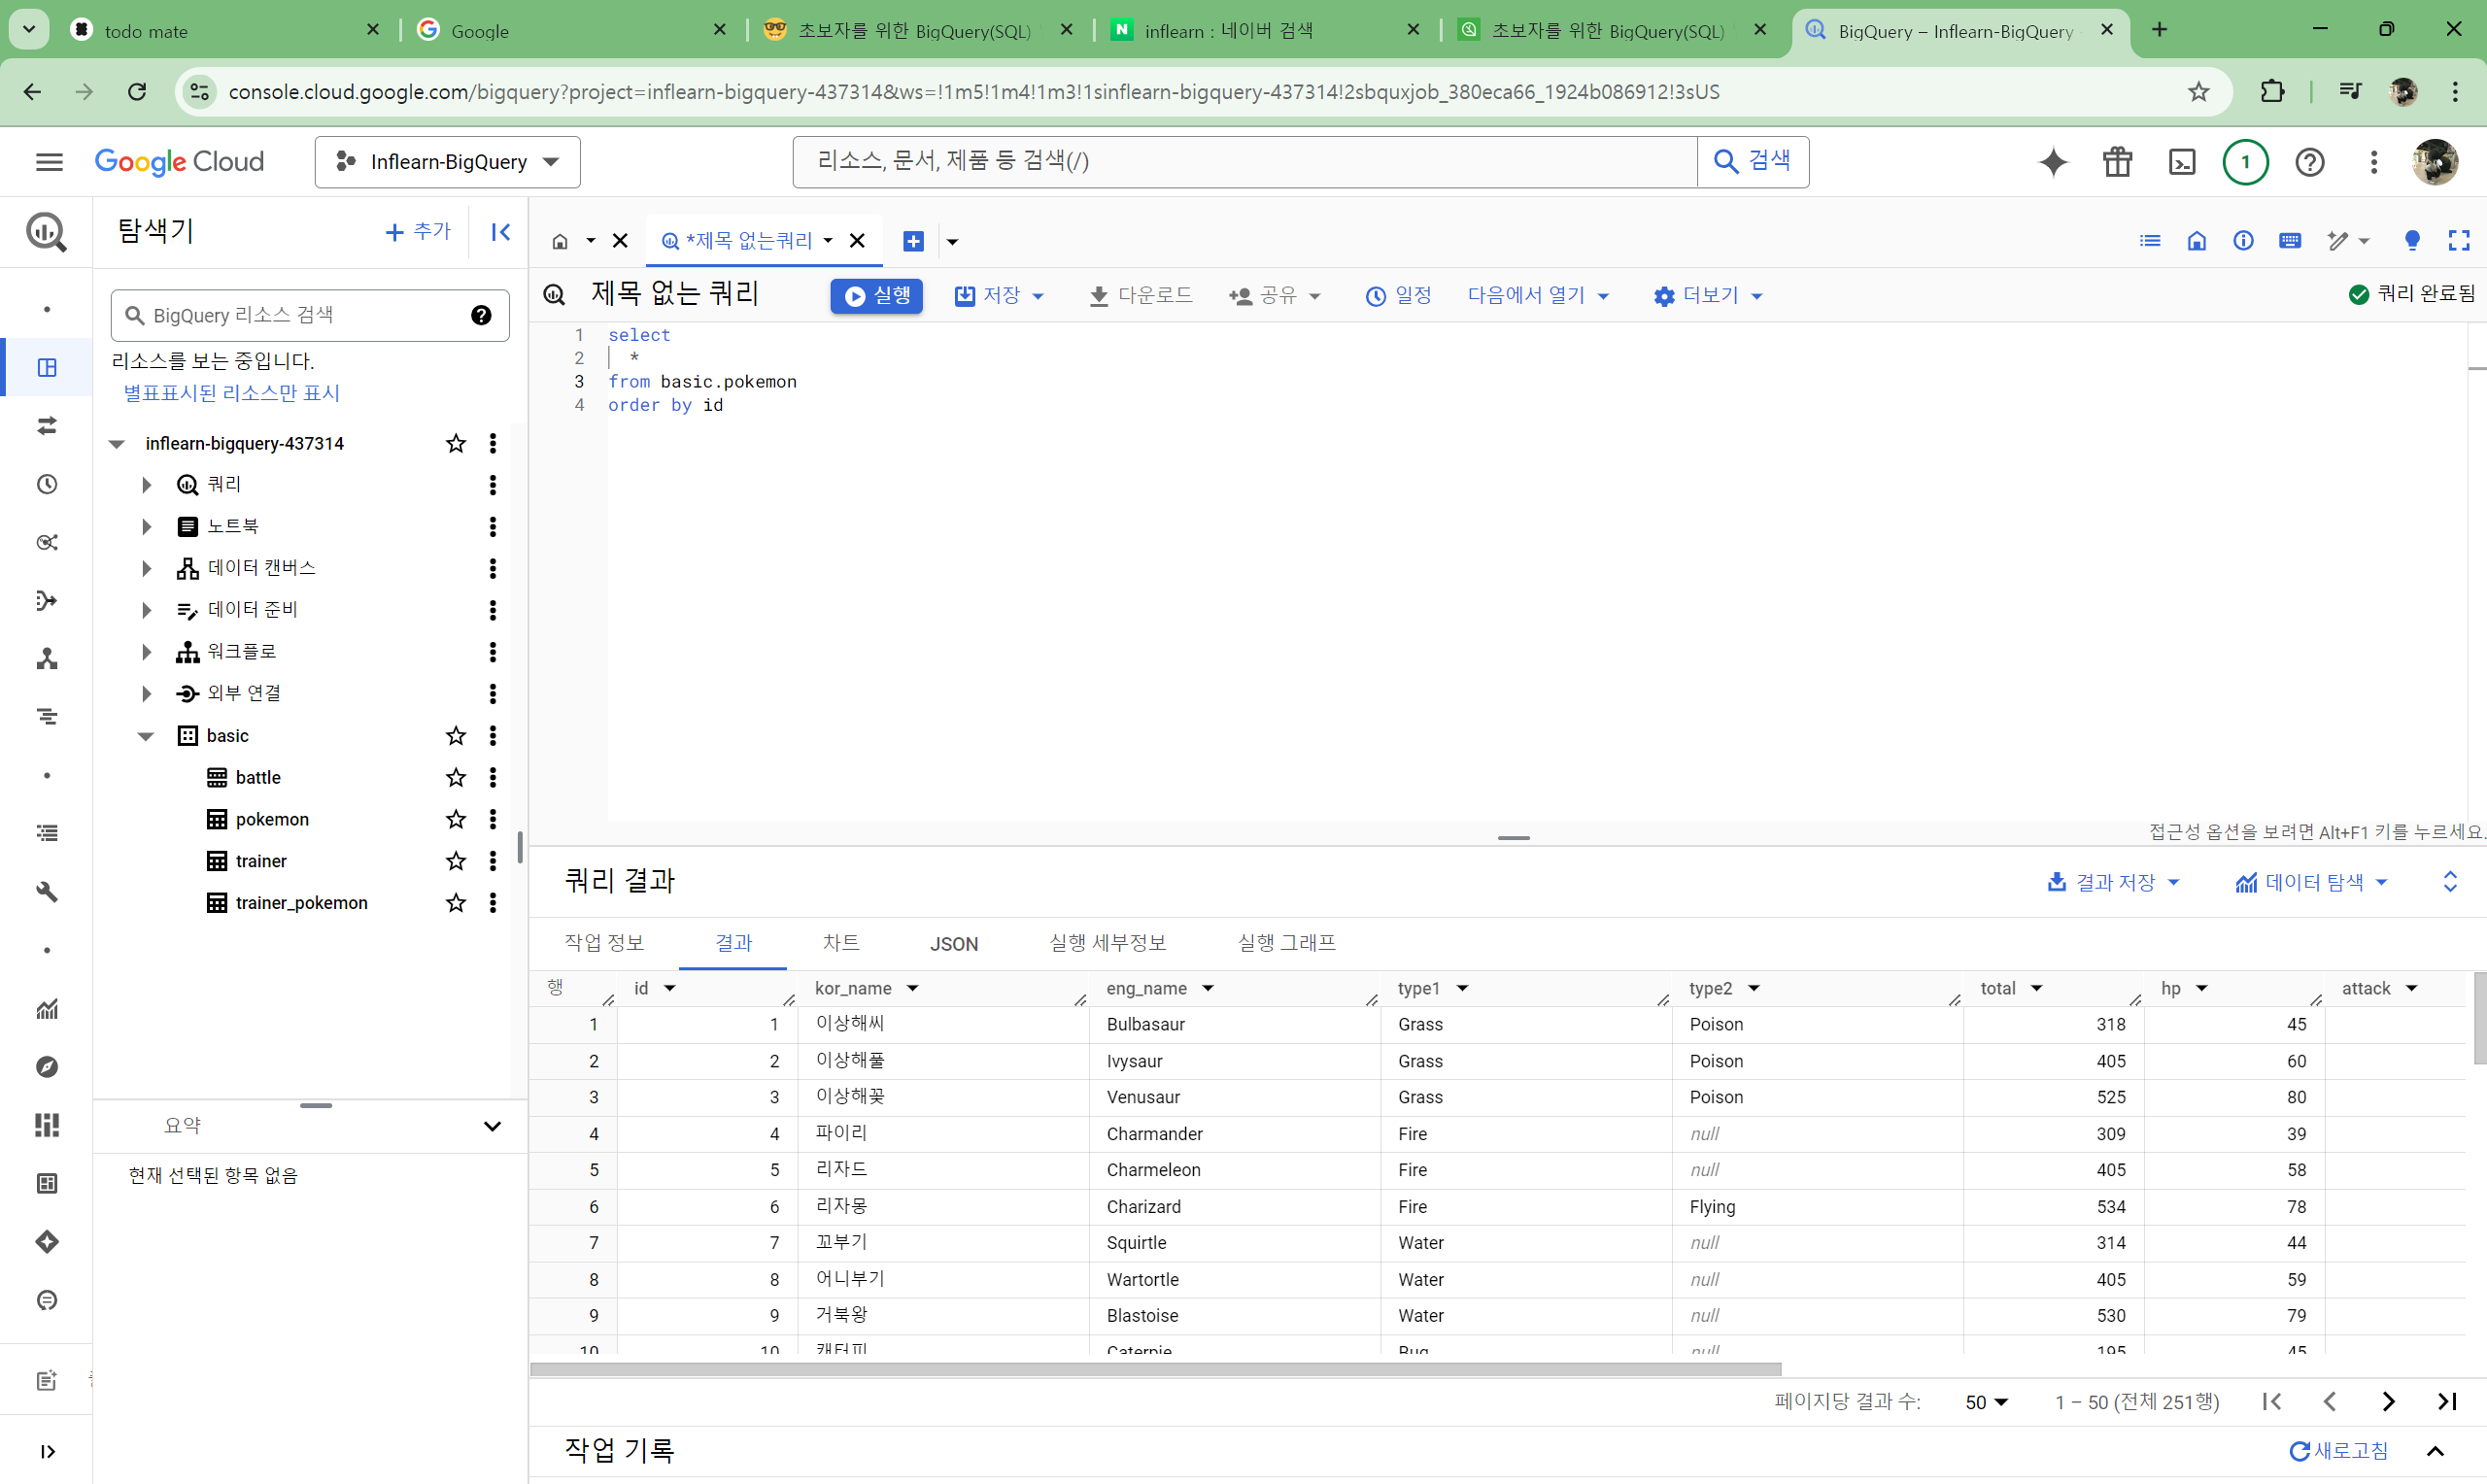 todo mate
Google
초보자를 위한 BigQuery(SQL)
inflearn : 네이버 검색
초보자를 위한 BigQuery(SQL)
BigQuery – Inflearn-BigQuery
console.cloud.google.com/bigquery?project=inflearn-bigquery-437314&ws=!1m5!1m4!1m3!1sinflearn-bigquery-437314!2sbquxjob_380eca66_1924b086912!3sUS
Google Cloud
Inflearn-BigQuery
리소스, 문서, 제품 등 검색(/)
검색
1
탐색기
추가
*제목 없는쿼리
BigQuery 리소스 검색
리소스를 보는 중입니다.
별표표시된 리소스만 표시
inflearn-bigquery-437314
쿼리
노트북
데이터 캔버스
데이터 준비
워크플로
외부 연결
basic
battle
pokemon
trainer
trainer_pokemon
요약
현재 선택된 항목 없음
제목 없는 쿼리
실행
저장
다운로드
공유
일정
다음에서 열기
더보기
쿼리 완료됨
1 select
2 *
3 from basic.pokemon
4 order by id
접근성 옵션을 보려면 Alt+F1 키를 누르세요.
쿼리 결과
결과 저장
데이터 탐색
작업 정보 결과 차트 JSON 실행 세부정보 실행 그래프
행 id kor_name eng_name type1 type2 total hp attack
1 1 이상해씨 Bulbasaur Grass Poison 318 45
2 2 이상해풀 Ivysaur Grass Poison 405 60
3 3 이상해꽃 Venusaur Grass Poison 525 80
4 4 파이리 Charmander Fire null 309 39
5 5 리자드 Charmeleon Fire null 405 58
6 6 리자몽 Charizard Fire Flying 534 78
7 7 꼬부기 Squirtle Water null 314 44
8 8 어니부기 Wartortle Water null 405 59
9 9 거북왕 Blastoise Water null 530 79
10 10 캐터피 Caterpie Bug null 195 45
페이지당 결과 수: 50 1 – 50 (전체 251행)
작업 기록
새로고침